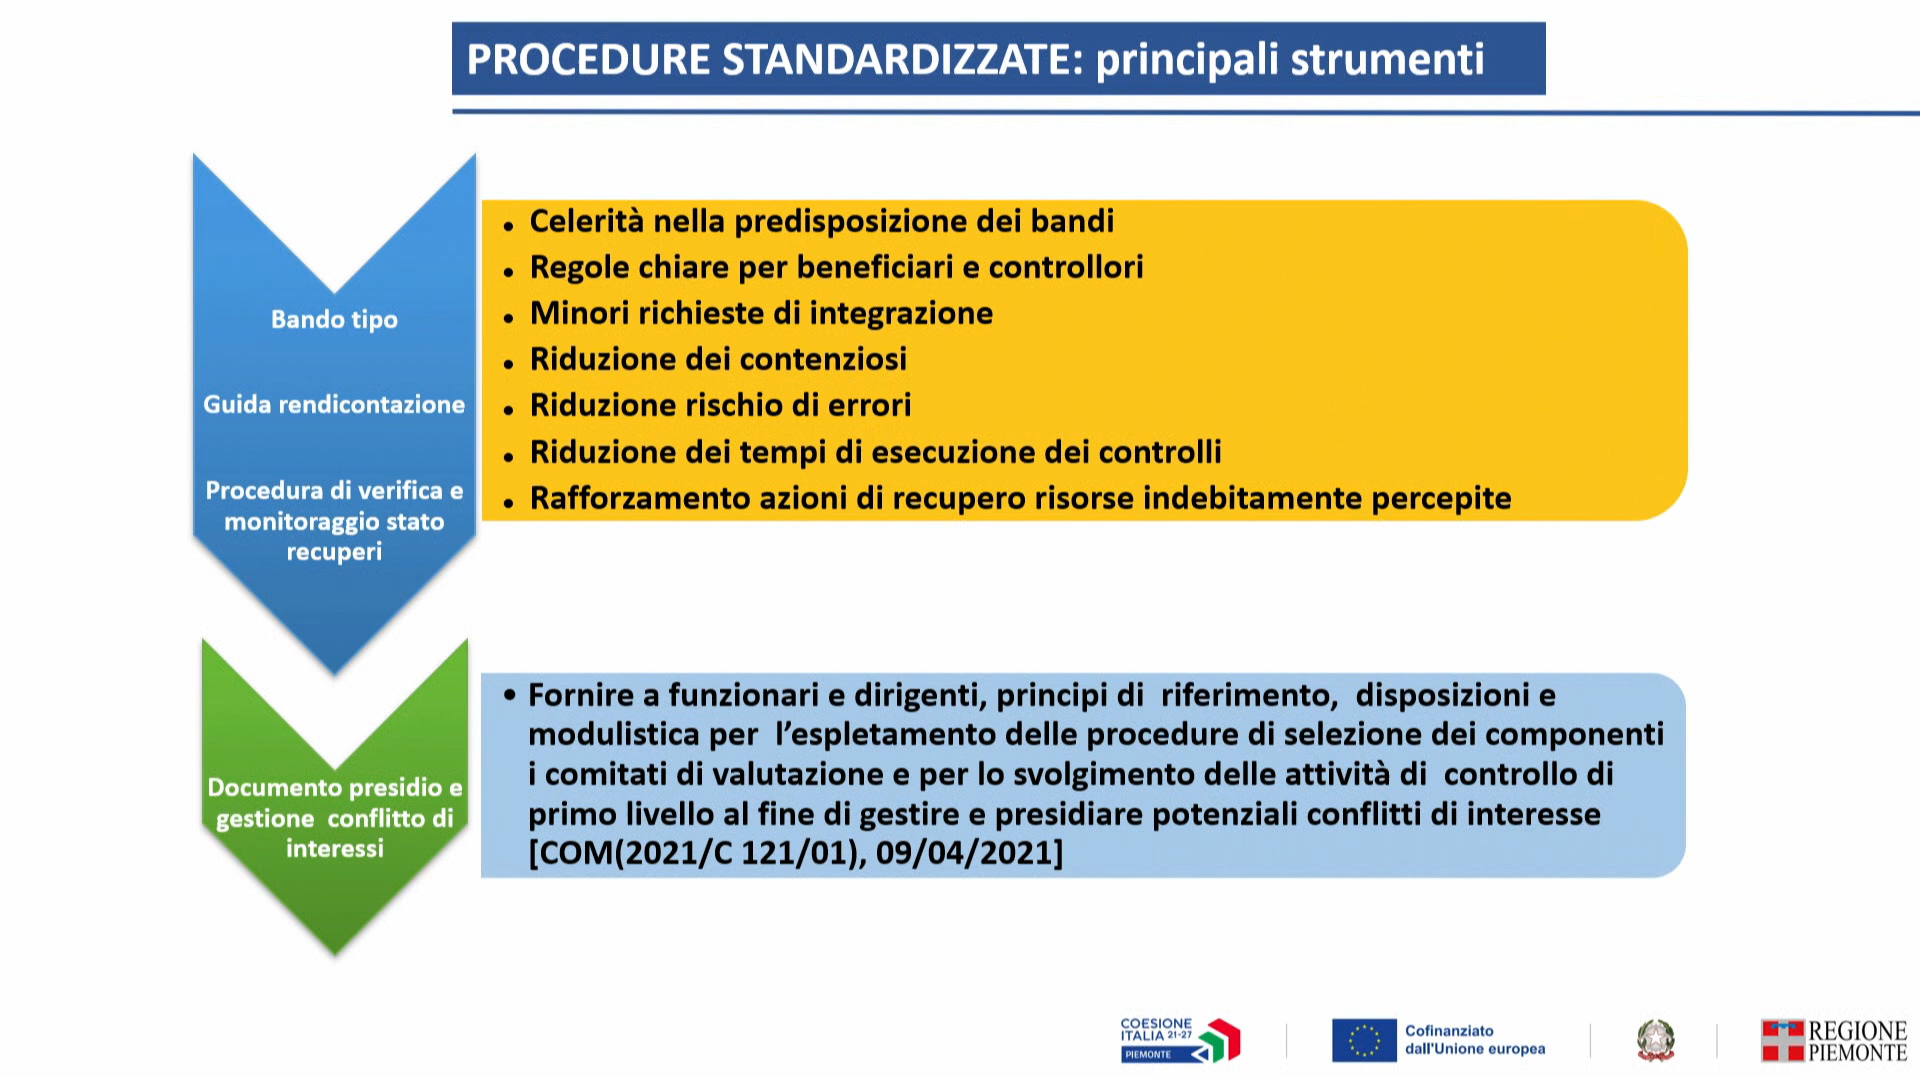 PROCEDURE STANDARDIZZATE: principali strumenti
Bando tipo
Guida rendicontazione
Procedura di verifica e
monitoraggio stato
recuperi
• Celerità nella predisposizione dei bandi
• Regole chiare per beneficiari e controllori
• Minori richieste di integrazione
• Riduzione dei contenziosi
• Riduzione rischio di errori
• Riduzione dei tempi di esecuzione dei controlli
• Rafforzamento azioni di recupero risorse indebitamente percepite
Documento presidio e
gestione conflitto di
interessi
• Fornire a funzionari e dirigenti, principi di riferimento, disposizioni e
modulistica per l’espletamento delle procedure di selezione dei componenti
i comitati di valutazione e per lo svolgimento delle attività di controllo di
primo livello al fine di gestire e presidiare potenziali conflitti di interesse
[COM(2021/C 121/01), 09/04/2021]
COESIONE
ITALIA 21-27
PIEMONTE
Cofinanziato
dall'Unione europea
REGIONE
PIEMONTE